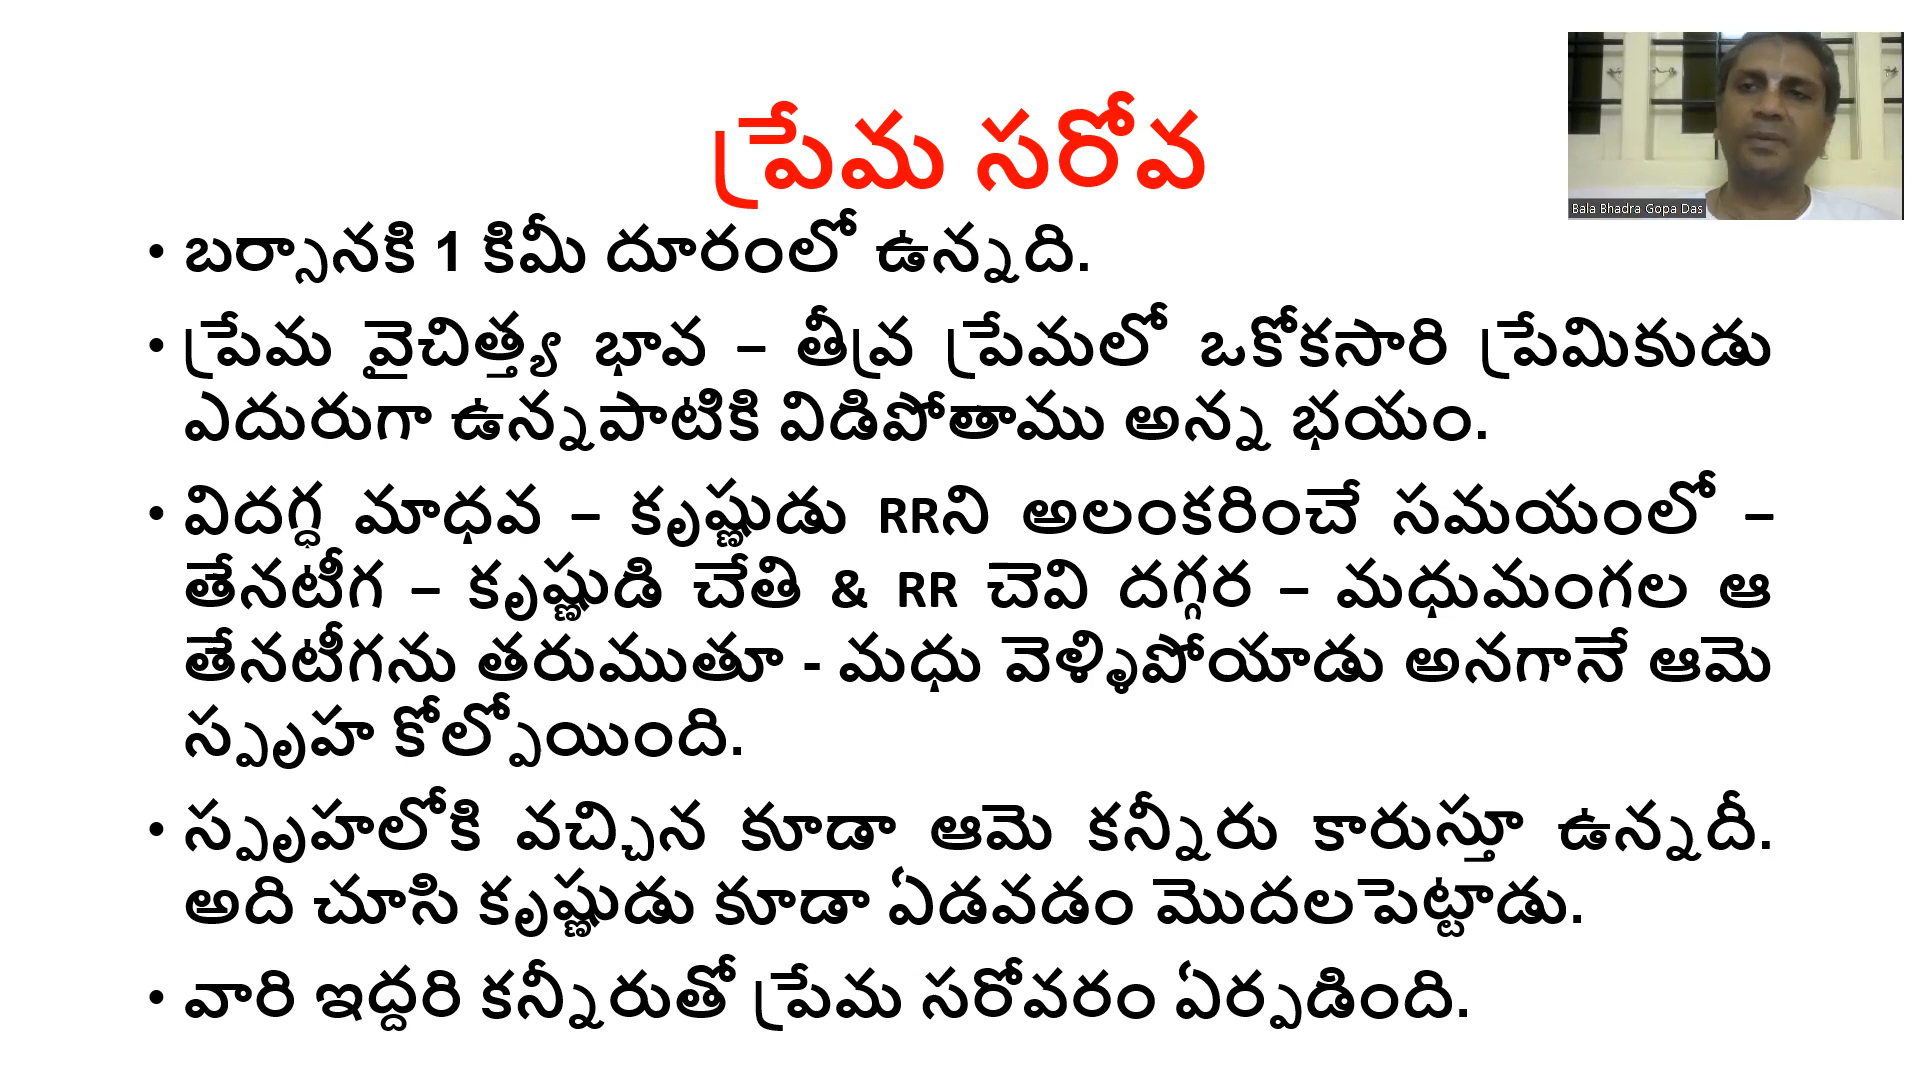 ప్రేమ సరోవ
Bala Bhadra Gopa Das
• బర్సానకి 1 కిమీ దూరంలో ఉన్నది.
• ప్రేమ వైచిత్త్య భావ – తీవ్ర ప్రేమలో ఒకోకసారి ప్రేమికుడు
ఎదురుగా ఉన్నపాటికి విడిపోతాము అన్న భయం.
• విదగ్ధ మాధవ – కృష్ణుడు RRని అలంకరించే సమయంలో –
తేనటీగ – కృష్ణుడి చేతి & RR చెవి దగ్గర – మధుమంగల ఆ
తేనటీగను తరుముతూ - మధు వెళ్ళిపోయాడు అనగానే ఆమె
స్పృహ కోల్పోయింది.
• స్పృహలోకి వచ్చిన కూడా ఆమె కన్నీరు కారుస్తూ ఉన్నదీ.
అది చూసి కృష్ణుడు కూడా ఏడవడం మొదలపెట్టాడు.
• వారి ఇద్దరి కన్నీరుతో ప్రేమ సరోవరం ఏర్పడింది.